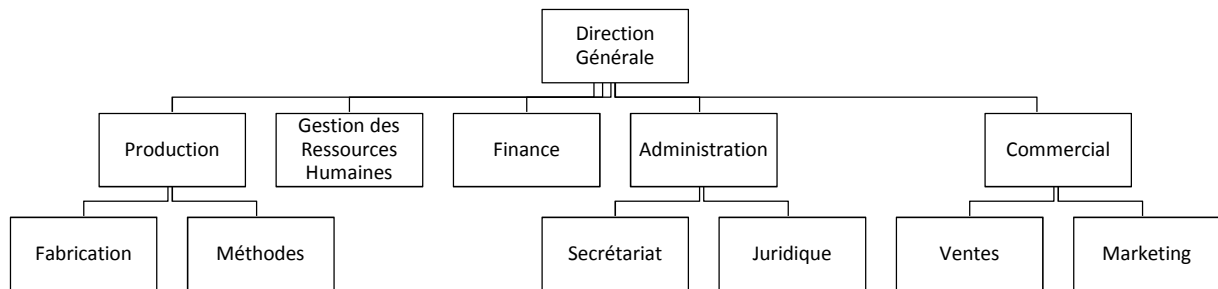 Direction
Générale
Production
Gestion des
Ressources
Humaines
Finance
Administration
Commercial
Fabrication
Méthodes
Secrétariat
Juridique
Ventes
Marketing